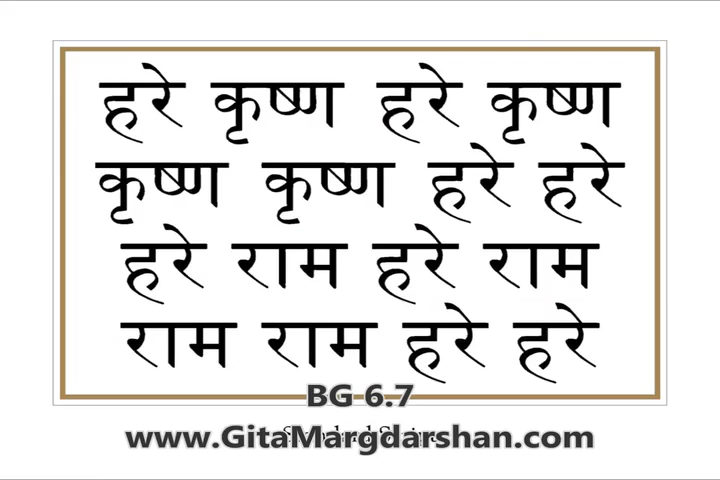 हरे कृष्ण हरे कृष्ण
कृष्ण कृष्ण हरे हरे
हरे राम हरे राम
राम राम हरे हरे
BG 6.7
www.GitaMargdarshan.com